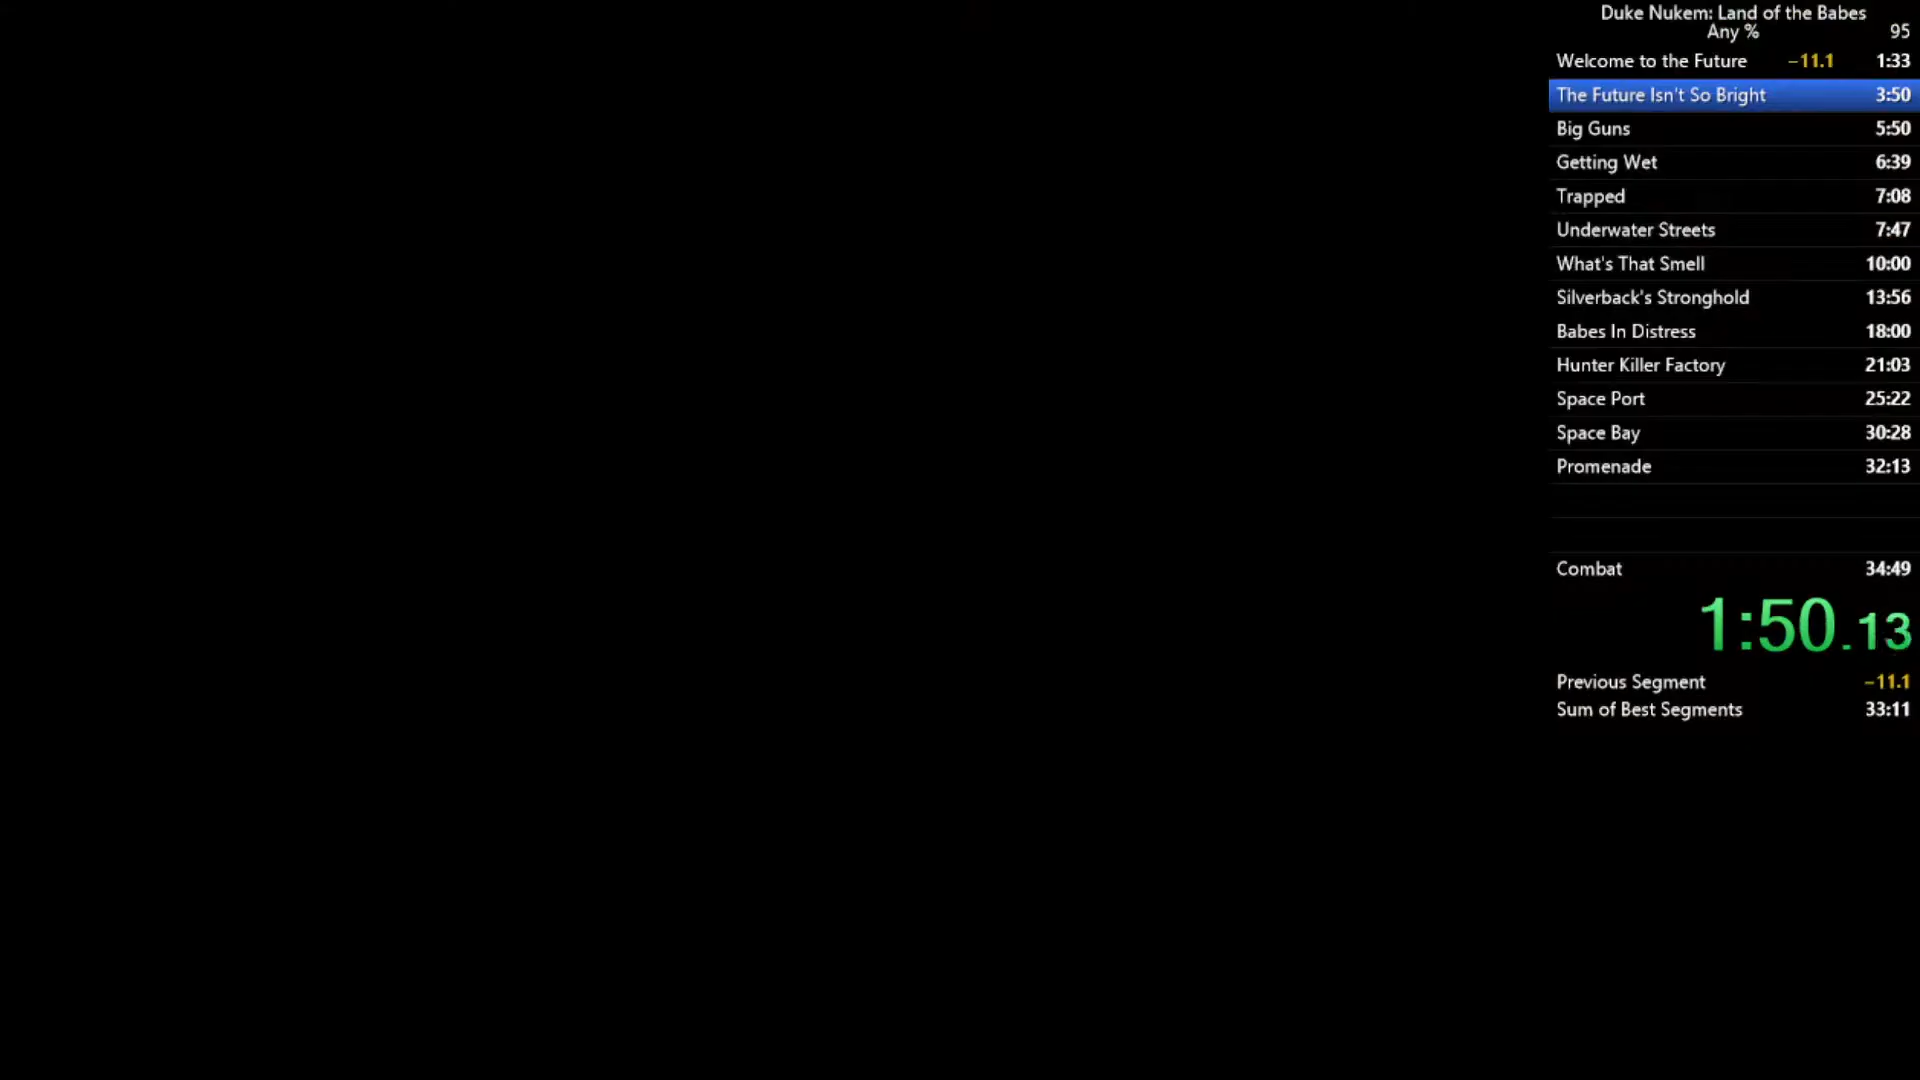 Duke Nukem: Land of the Babes
Any %
95
Welcome to the Future −11.1 1:33
The Future Isn't So Bright 3:50
Big Guns 5:50
Getting Wet 6:39
Trapped 7:08
Underwater Streets 7:47
What's That Smell 10:00
Silverback's Stronghold 13:56
Babes In Distress 18:00
Hunter Killer Factory 21:03
Space Port 25:22
Space Bay 30:28
Promenade 32:13
Combat 34:49
1:50.13
Previous Segment −11.1
Sum of Best Segments 33:11